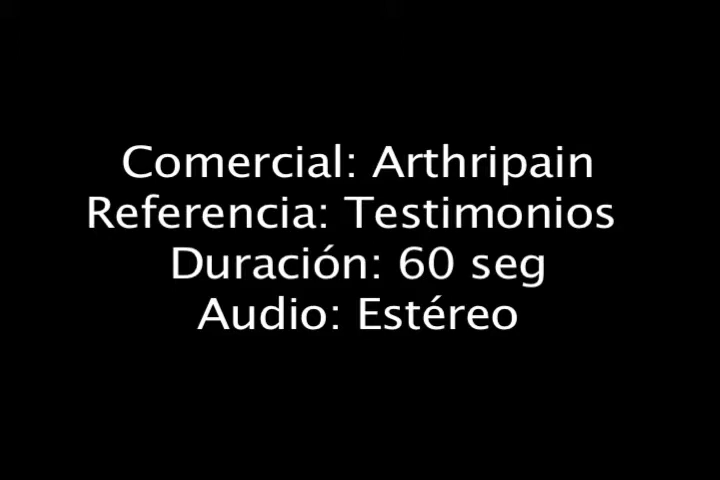 Comercial: Arthripain
Referencia: Testimonios
Duración: 60 seg
Audio: Estéreo